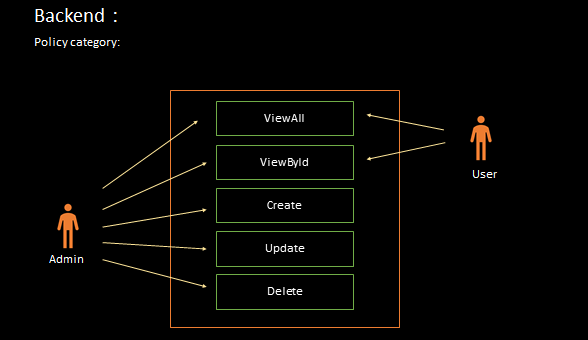 Backend：
Policy category:
ViewAll
ViewById
User
Create
Admin
Update
Delete